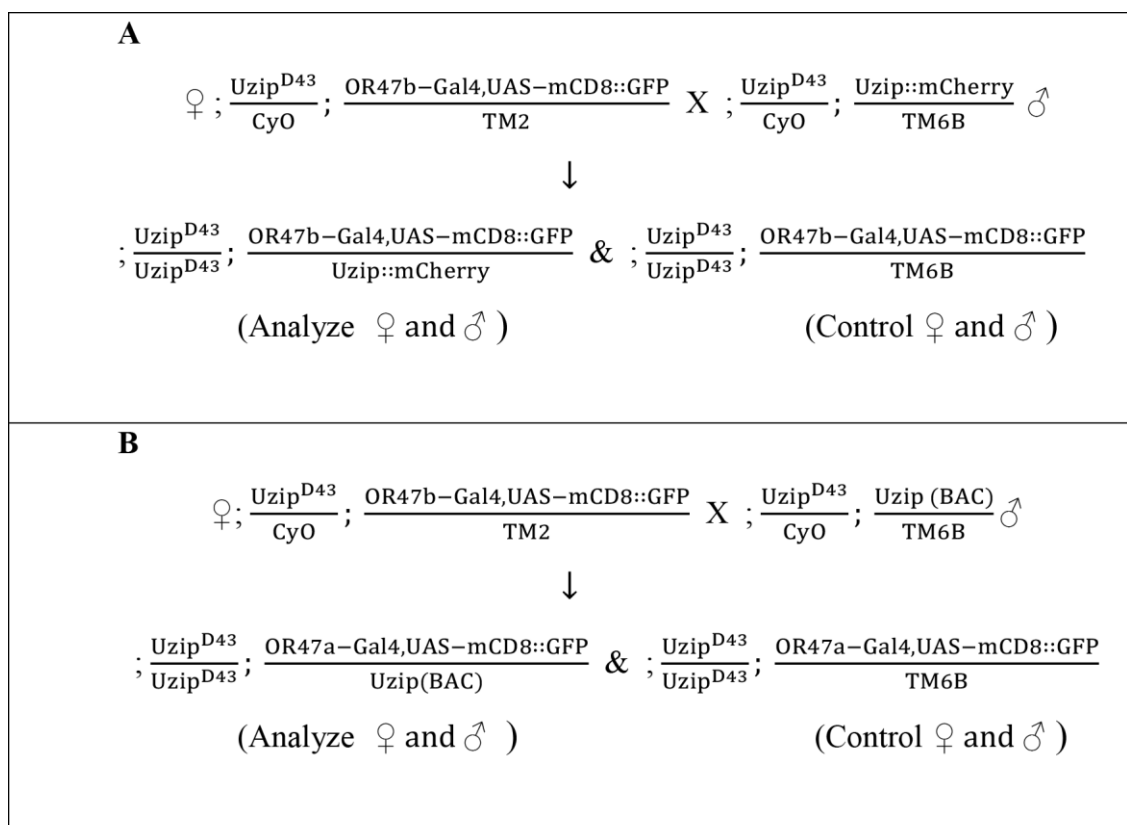 A
♀ ; Uzip^D43/CyO ; OR47b−Gal4,UAS−mCD8::GFP/TM2 X ; Uzip^D43/CyO ; Uzip::mCherry/TM6B ♂
↓
; Uzip^D43/Uzip^D43 ; OR47b−Gal4,UAS−mCD8::GFP/Uzip::mCherry & ; Uzip^D43/Uzip^D43 ; OR47b−Gal4,UAS−mCD8::GFP/TM6B
(Analyze ♀ and ♂ ) (Control ♀ and ♂ )
B
♀ ; Uzip^D43/CyO ; OR47b−Gal4,UAS−mCD8::GFP/TM2 X ; Uzip^D43/CyO ; Uzip (BAC)/TM6B ♂
↓
; Uzip^D43/Uzip^D43 ; OR47a−Gal4,UAS−mCD8::GFP/Uzip(BAC) & ; Uzip^D43/Uzip^D43 ; OR47a−Gal4,UAS−mCD8::GFP/TM6B
(Analyze ♀ and ♂ ) (Control ♀ and ♂ )